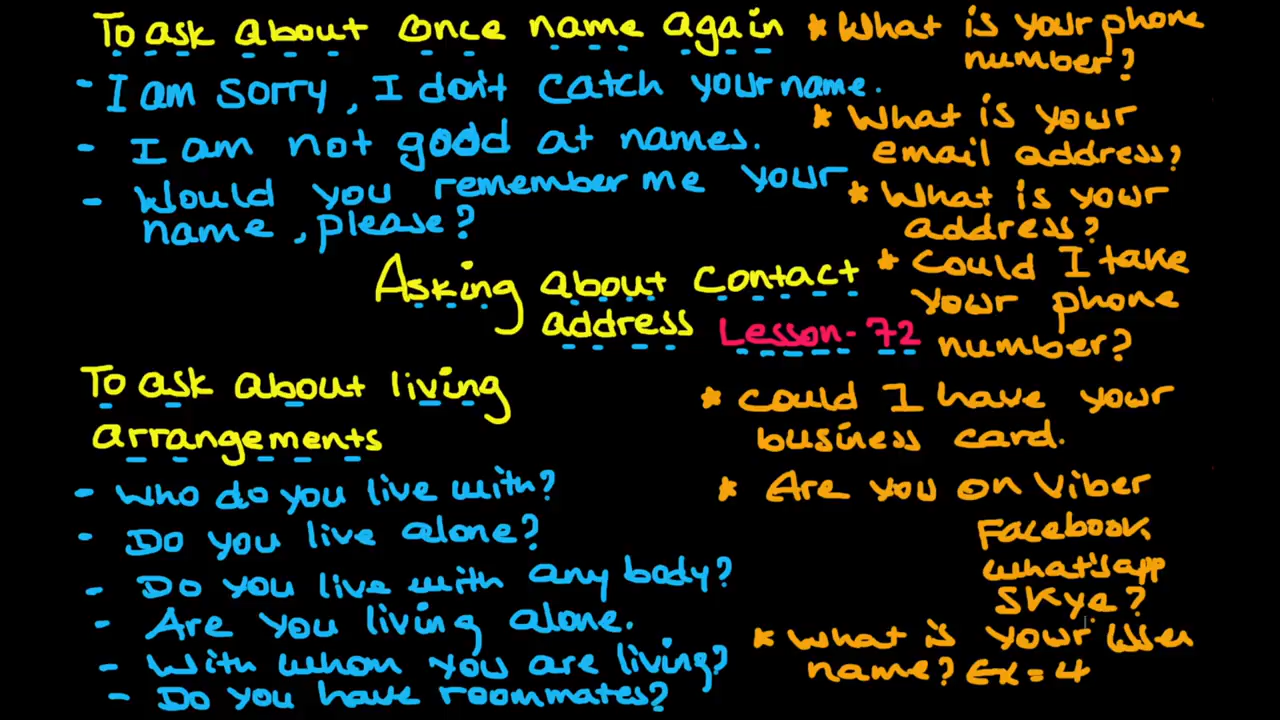 To ask about once name again
- I am sorry, I don't catch your name.
- I am not good at names.
- Would you remember me your
name, please?
Asking about contact
address
Lesson-72
To ask about living
arrangements
- Who do you live with?
- Do you live alone?
- Do you live with any body?
- Are you living alone.
- With whom you are living?
- Do you have roommates?
* What is your phone
number?
* What is your
email address?
* What is your
address?
* Could I take
your phone
number?
* Could I have your
business card.
* Are you on Viber
Facebook
what'sapp
Skye?
* What is your user
name? Ex = 4